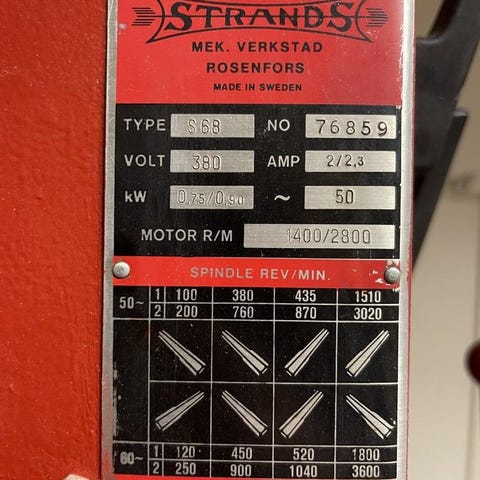 STRANDS
MEK. VERKSTAD
ROSENFORS
MADE IN SWEDEN
TYPE S68 NO 76859
VOLT 380 AMP 2/2,3
kW 0,75/0,90 ~ 50
MOTOR R/M 1400/2800
SPINDLE REV/MIN.
50~ 1 100 380 435 1510
2 200 760 870 3020
60~ 1 120 450 520 1800
2 250 900 1040 3600